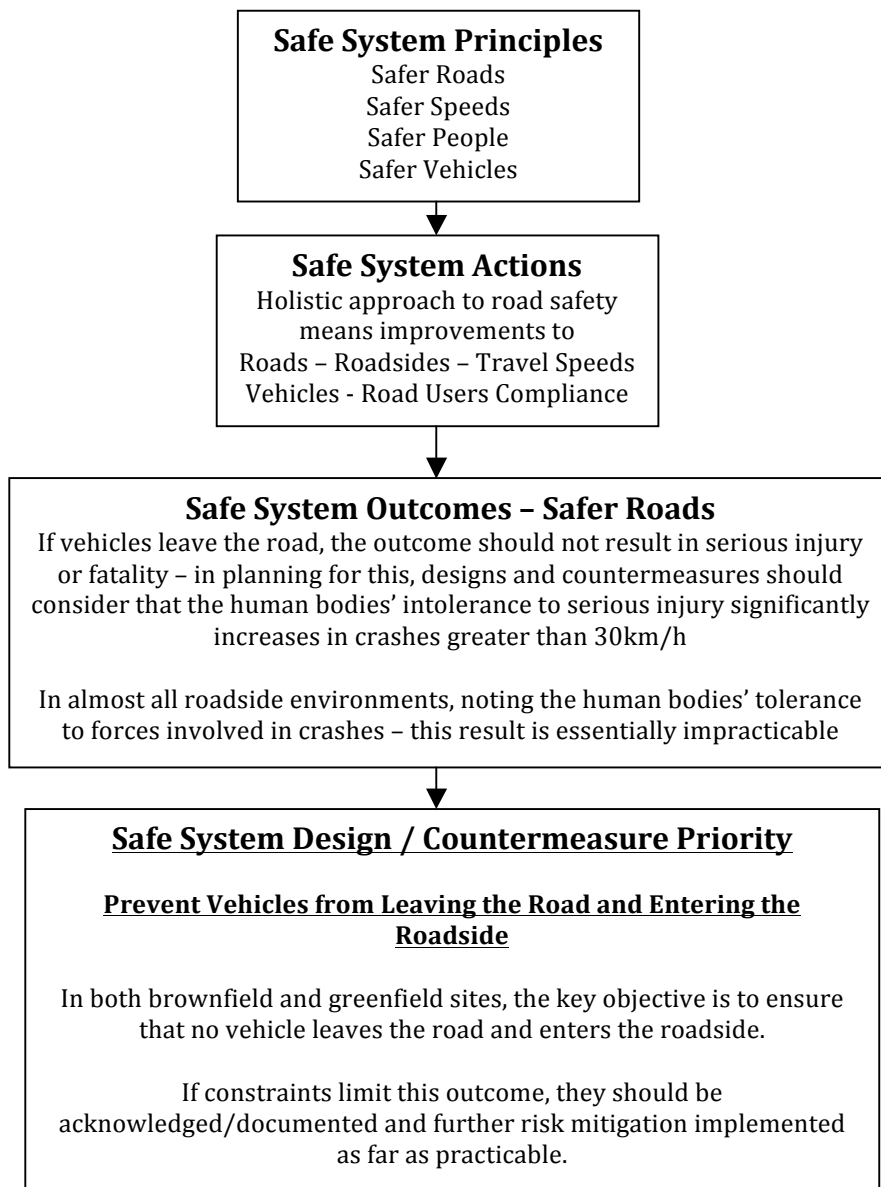 Safe System Principles
Safer Roads
Safer Speeds
Safer People
Safer Vehicles
Safe System Actions
Holistic approach to road safety
means improvements to
Roads – Roadsides – Travel Speeds
Vehicles - Road Users Compliance
Safe System Outcomes – Safer Roads
If vehicles leave the road, the outcome should not result in serious injury
or fatality – in planning for this, designs and countermeasures should
consider that the human bodies’ intolerance to serious injury significantly
increases in crashes greater than 30km/h
In almost all roadside environments, noting the human bodies’ tolerance
to forces involved in crashes – this result is essentially impracticable
Safe System Design / Countermeasure Priority
Prevent Vehicles from Leaving the Road and Entering the
Roadside
In both brownfield and greenfield sites, the key objective is to ensure
that no vehicle leaves the road and enters the roadside.
If constraints limit this outcome, they should be
acknowledged/documented and further risk mitigation implemented
as far as practicable.